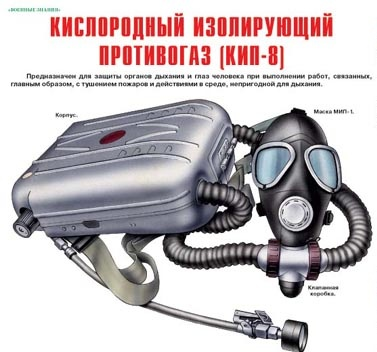 «ВОЕННЫЕ ЗНАНИЯ»
КИСЛОРОДНЫЙ ИЗОЛИРУЮЩИЙ
ПРОТИВОГАЗ (КИП-8)
Предназначен для защиты органов дыхания и глаз человека при выполнении работ, связанных,
главным образом, с тушением пожаров и действиями в среде, непригодной для дыхания.
Корпус.
Маска МИП-1.
Клапанная
коробка.